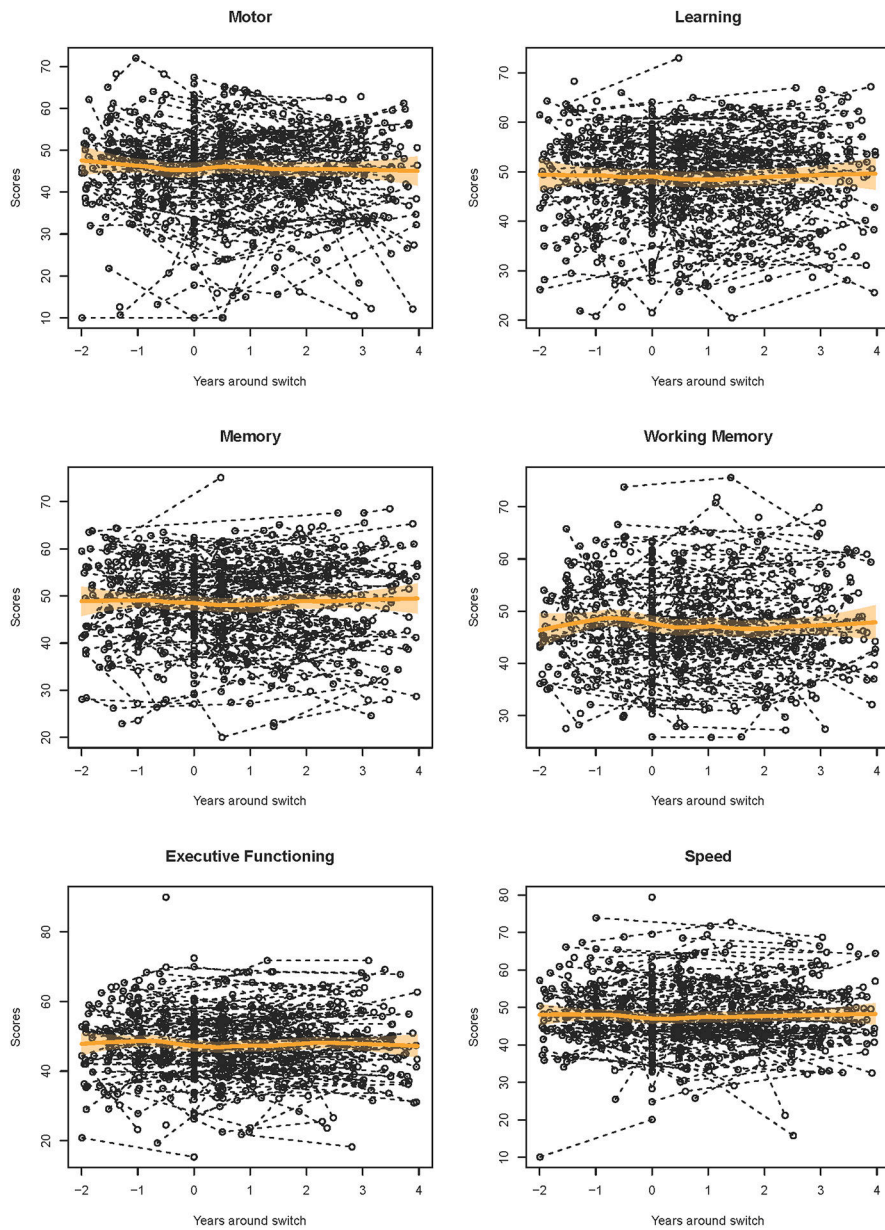 Motor
Scores
70
60
50
40
30
20
10
−2 −1 0 1 2 3 4
Years around switch
Learning
Scores
70
60
50
40
30
20
−2 −1 0 1 2 3 4
Years around switch
Memory
Scores
70
60
50
40
30
20
−2 −1 0 1 2 3 4
Years around switch
Working Memory
Scores
70
60
50
40
30
−2 −1 0 1 2 3 4
Years around switch
Executive Functioning
Scores
80
60
40
20
−2 −1 0 1 2 3 4
Years around switch
Speed
Scores
80
70
60
50
40
30
20
10
−2 −1 0 1 2 3 4
Years around switch